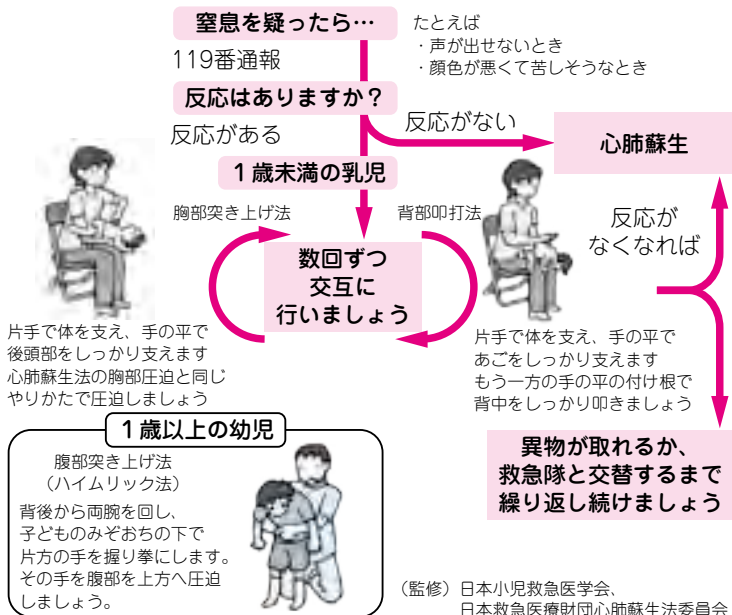 窒息を疑ったら…
たとえば
・声が出せないとき
・顔色が悪くて苦しそうなとき
119番通報
反応はありますか？
反応がある
反応がない
心肺蘇生
１歳未満の乳児
胸部突き上げ法
背部叩打法
反応が
なくなれば
数回ずつ
交互に
行いましょう
片手で体を支え、手の平で
後頭部をしっかり支えます
心肺蘇生法の胸部圧迫と同じ
やりかたで圧迫しましょう
片手で体を支え、手の平で
あごをしっかり支えます
もう一方の手の平の付け根で
背中をしっかり叩きましょう
１歳以上の幼児
腹部突き上げ法
（ハイムリック法）
背後から両腕を回し、
子どものみぞおちの下で
片方の手を握り拳にします。
その手を腹部を上方へ圧迫
しましょう。
異物が取れるか、
救急隊と交替するまで
繰り返し続けましょう
（監修）日本小児救急医学会、
日本救急医療財団心肺蘇生法委員会